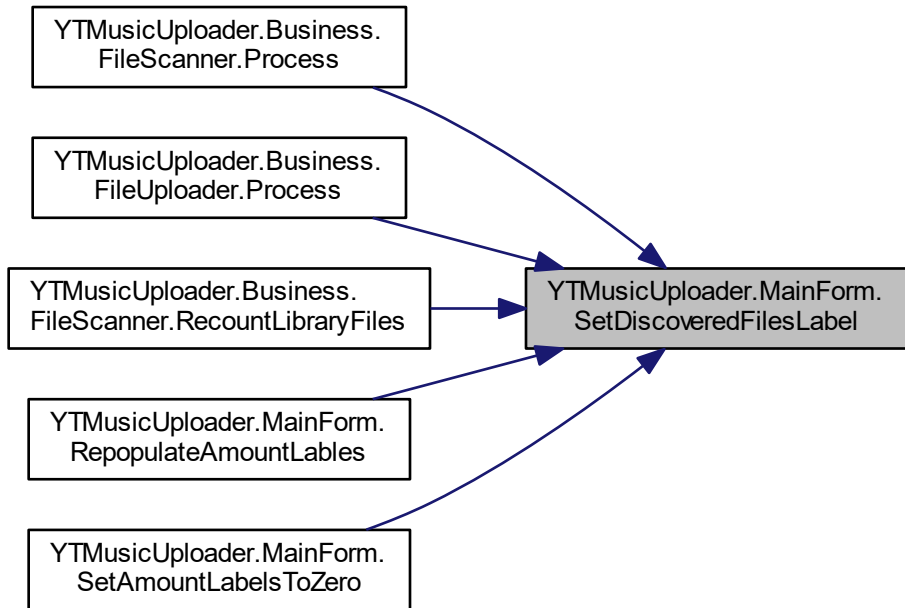 YTMusicUploader.Business.
FileScanner.Process
YTMusicUploader.Business.
FileUploader.Process
YTMusicUploader.Business.
FileScanner.RecountLibraryFiles
YTMusicUploader.MainForm.
SetDiscoveredFilesLabel
YTMusicUploader.MainForm.
RepopulateAmountLables
YTMusicUploader.MainForm.
SetAmountLabelsToZero